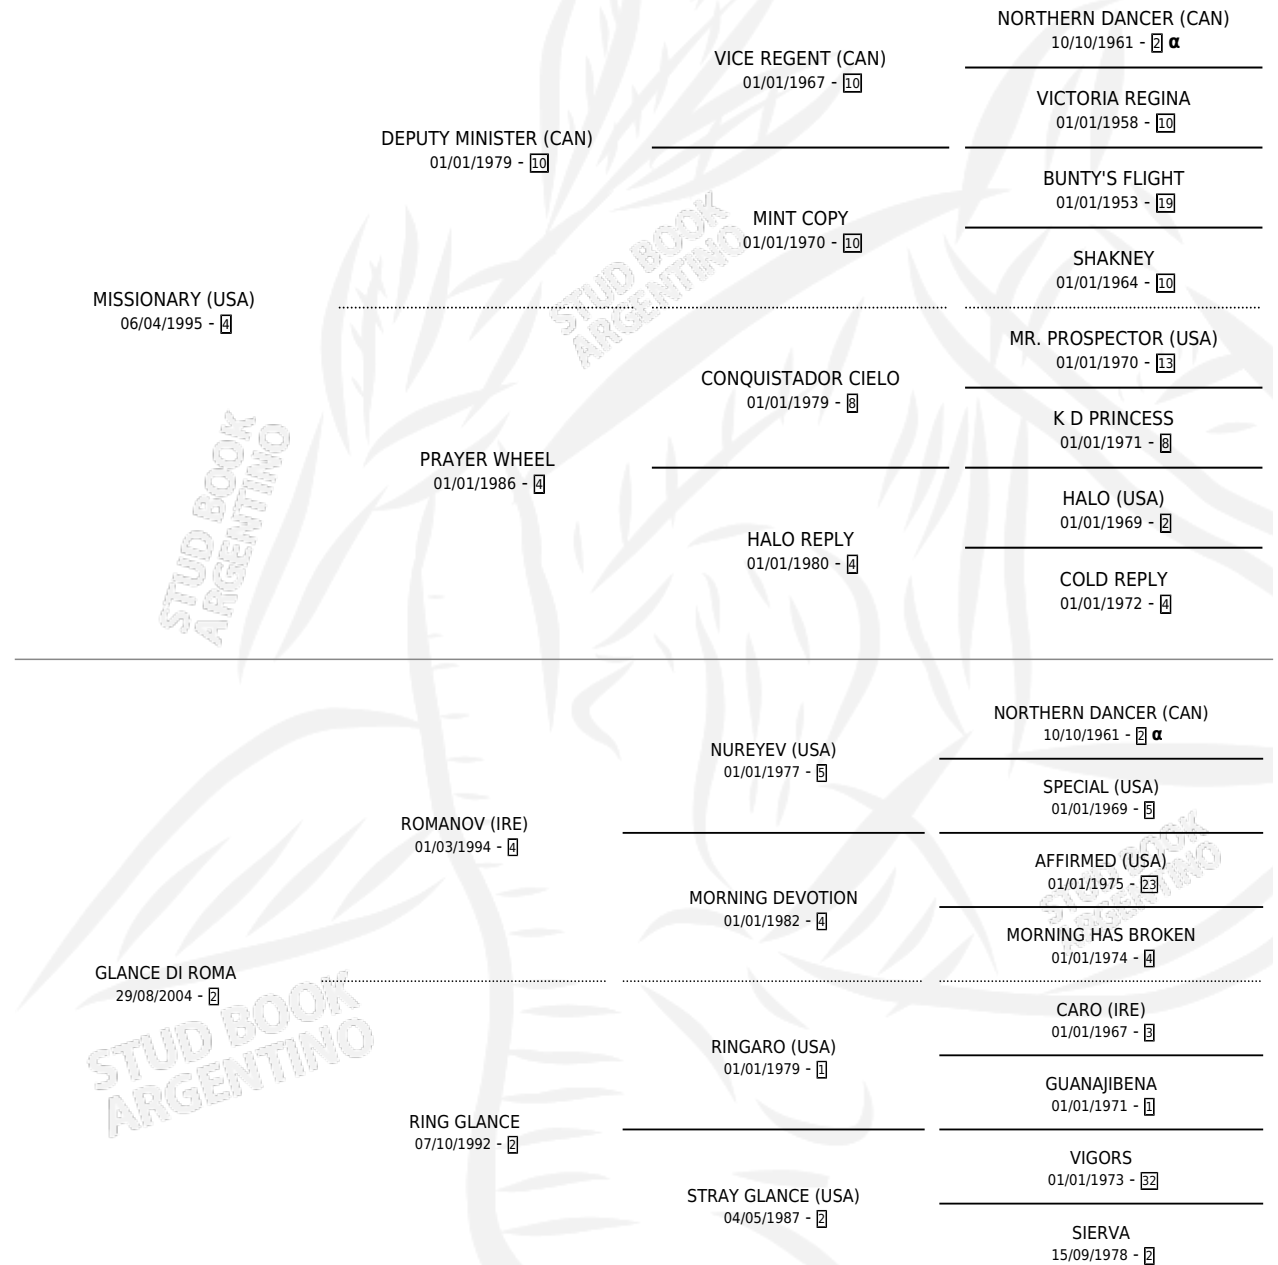 NORTHERN DANCER (CAN)
10/10/1961 - 2 α
VICE REGENT (CAN)
01/01/1967 - 10
VICTORIA REGINA
01/01/1958 - 10
DEPUTY MINISTER (CAN)
01/01/1979 - 10
BUNTY'S FLIGHT
01/01/1953 - 19
MINT COPY
01/01/1970 - 10
SHAKNEY
01/01/1964 - 10
MISSIONARY (USA)
06/04/1995 - 4
MR. PROSPECTOR (USA)
01/01/1970 - 13
CONQUISTADOR CIELO
01/01/1979 - 8
K D PRINCESS
01/01/1971 - 8
PRAYER WHEEL
01/01/1986 - 4
HALO (USA)
01/01/1969 - 2
HALO REPLY
01/01/1980 - 4
COLD REPLY
01/01/1972 - 4
STUD BOOK
ARGENTINO
STUD BOOK
ARGENTINO
NORTHERN DANCER (CAN)
10/10/1961 - 2 α
NUREYEV (USA)
01/01/1977 - 5
SPECIAL (USA)
01/01/1969 - 5
ROMANOV (IRE)
01/03/1994 - 4
AFFIRMED (USA)
01/01/1975 - 23
MORNING DEVOTION
01/01/1982 - 4
MORNING HAS BROKEN
01/01/1974 - 4
GLANCE DI ROMA
29/08/2004 - 2
CARO (IRE)
01/01/1967 - 3
RINGARO (USA)
01/01/1979 - 1
GUANAJIBENA
01/01/1971 - 1
RING GLANCE
07/10/1992 - 2
VIGORS
01/01/1973 - 32
STRAY GLANCE (USA)
04/05/1987 - 2
SIERVA
15/09/1978 - 2
STUD BOOK
ARGENTINO
STUD BOOK
ARGENTINO